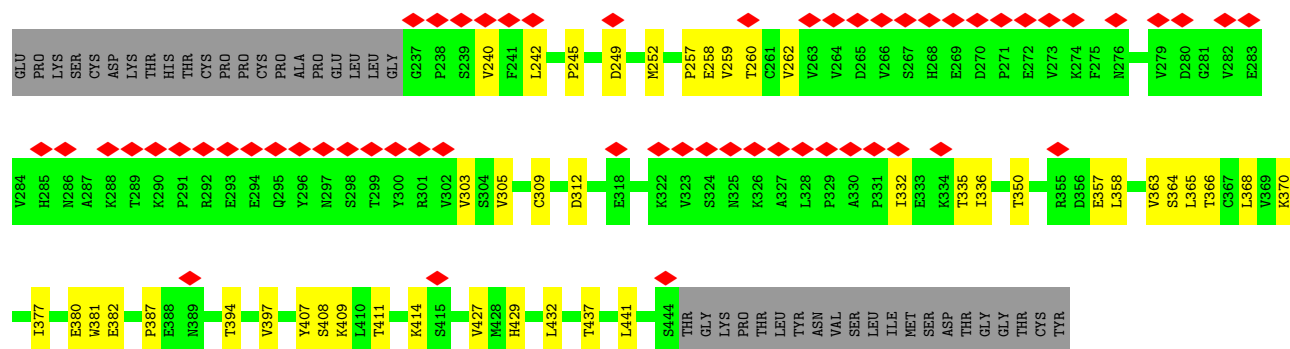 GLU PRO LYS SER CYS ASP LYS THR HIS THR CYS PRO PRO CYS PRO ALA PRO GLU LEU LEU GLY G237 P238 S239 V240 F241 L242 P245 D249 M252 P257 E258 V259 T260 C261 V262 V263 V264 D265 V266 S267 H268 E269 D270 P271 E272 V273 K274 F275 N276 V279 D280 G281 V282 E283
V284 H285 N286 A287 K288 T289 K290 P291 R292 E293 E294 Q295 Y296 N297 S298 T299 Y300 R301 V302 V303 S304 V305 C309 D312 E318 K322 V323 S324 N325 K326 A327 L328 P329 A330 P331 I332 E333 K334 T335 I336 T350 R355 D356 E357 L358 V363 S364 L365 T366 C367 L368 V369 K370
I377 E380 W381 E382 P387 E388 N389 T394 V397 Y407 S408 K409 L410 T411 K414 S415 V427 M428 H429 L432 T437 L441 S444 THR GLY LYS PRO THR LEU TYR ASN VAL SER LEU ILE MET SER ASP THR GLY GLY THR CYS TYR